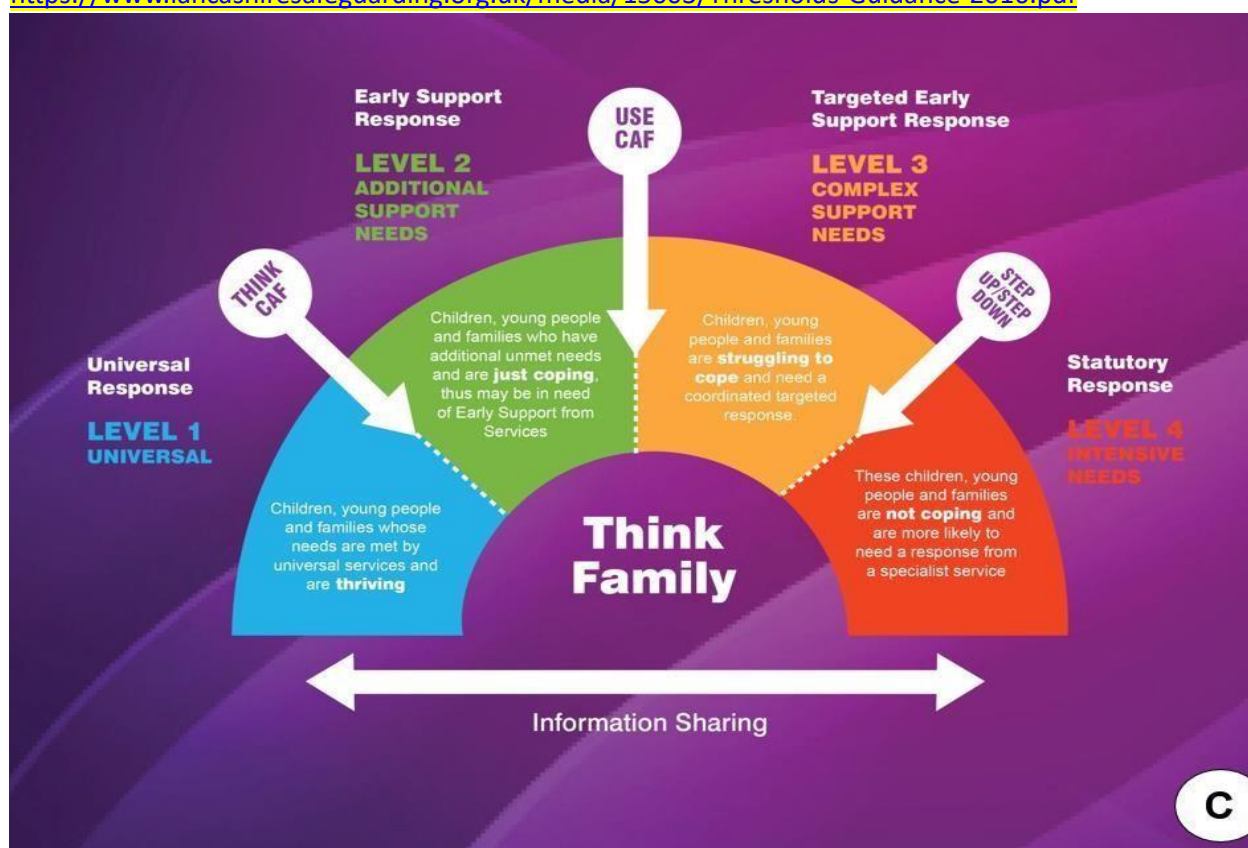 Early Support
Response
LEVEL 2
ADDITIONAL
SUPPORT
NEEDS
USE
CAF
Targeted Early
Support Response
LEVEL 3
COMPLEX
SUPPORT
NEEDS
THINK
CAF
STEP
UP/STEP
DOWN
Universal
Response
LEVEL 1
UNIVERSAL
Children, young people
and families who have
additional unmet needs
and are just coping,
thus may be in need
of Early Support from
Services
Children, young
people and families
are struggling to
cope and need a
coordinated targeted
response.
Statutory
Response
LEVEL 4
INTENSIVE
NEEDS
Children, young people
and families whose
needs are met by
universal services and
are thriving
These children, young
people and families
are not coping and
are more likely to
need a response from
a specialist service
Think
Family
Information Sharing
C